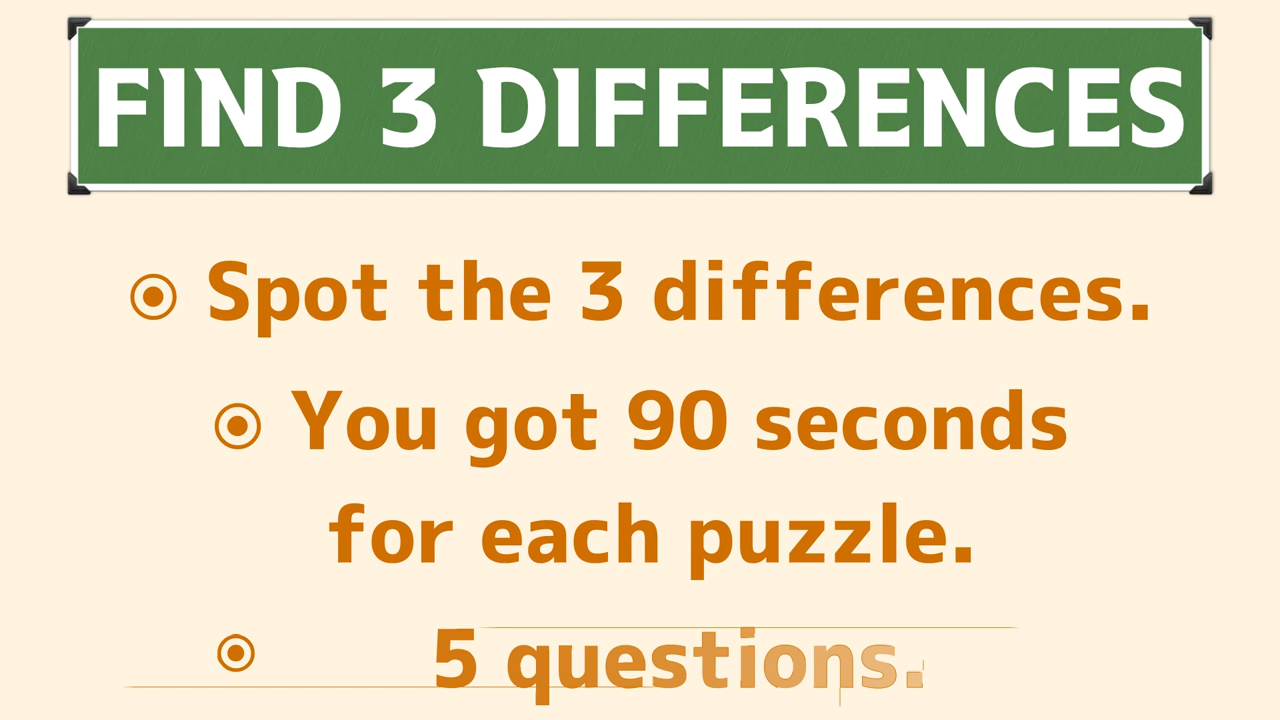 FIND 3 DIFFERENCES
◉ Spot the 3 differences.
◉ You got 90 seconds
for each puzzle.
◉ 5 questions.